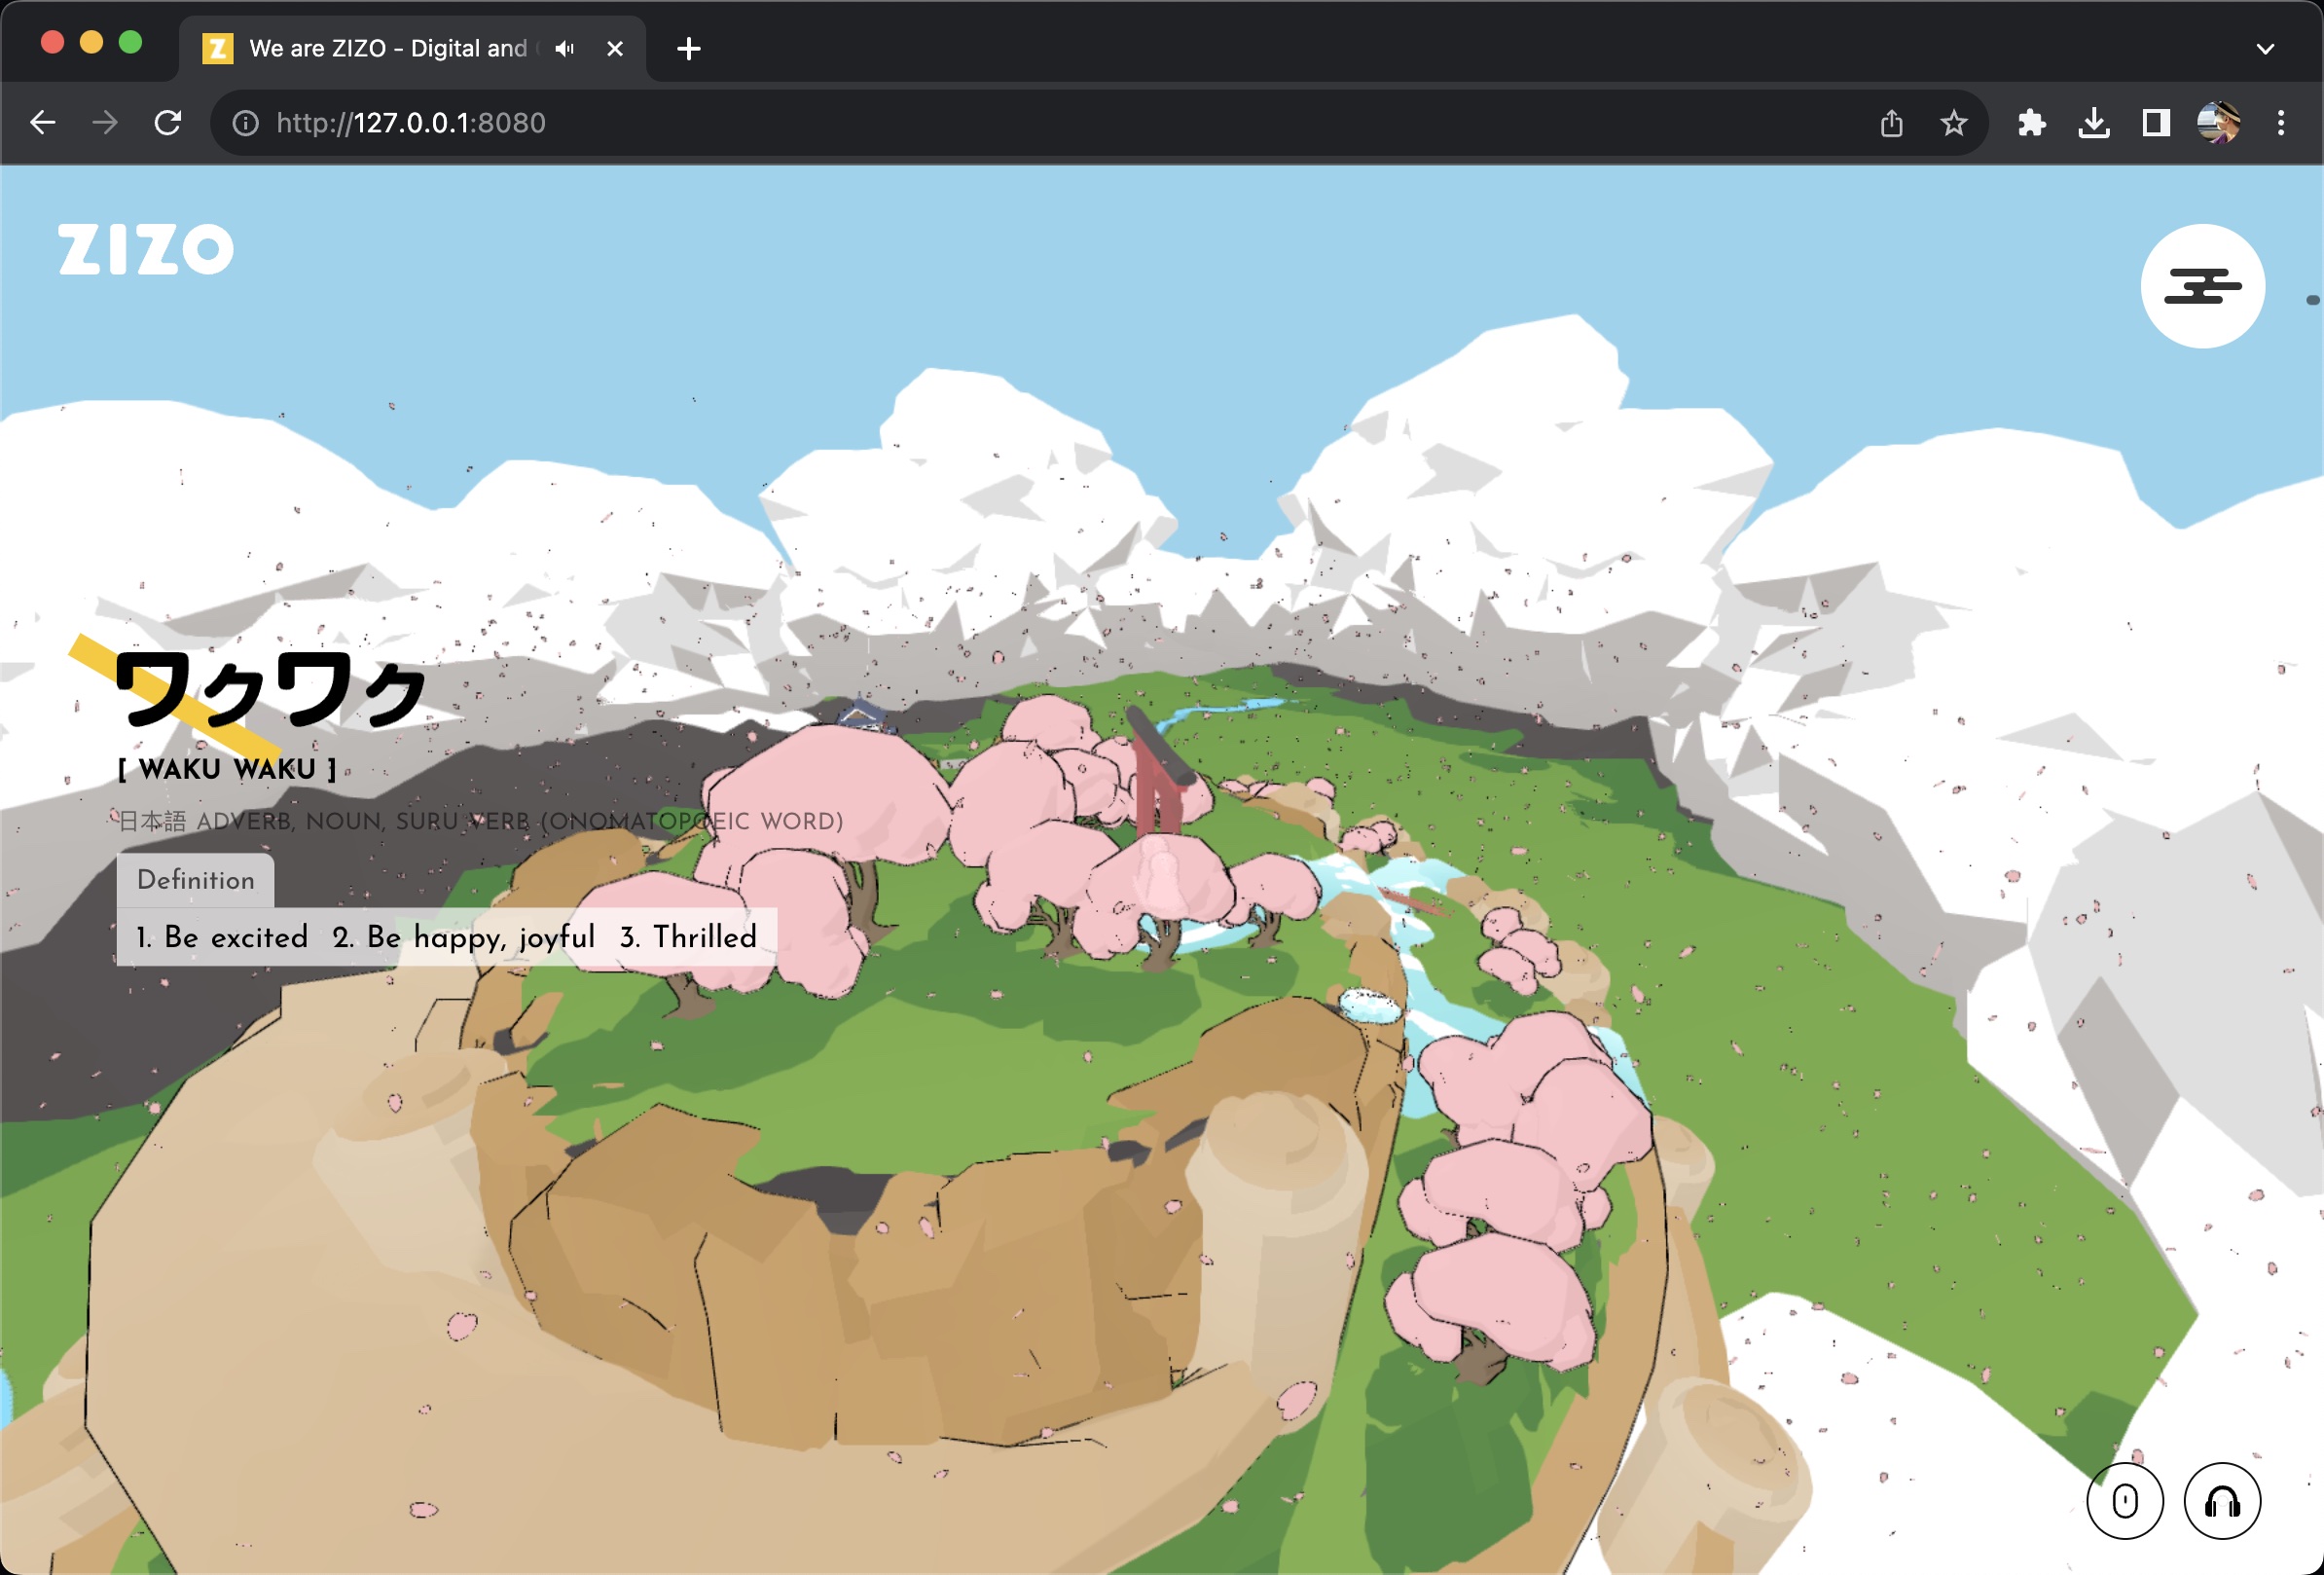 We are ZIZO - Digital and
http://127.0.0.1:8080
ZIZO
ワクワク
[ WAKU WAKU ]
日本語 ADVERB, NOUN, SURU VERB (ONOMATOPOEIC WORD)
Definition
1. Be excited 2. Be happy, joyful 3. Thrilled